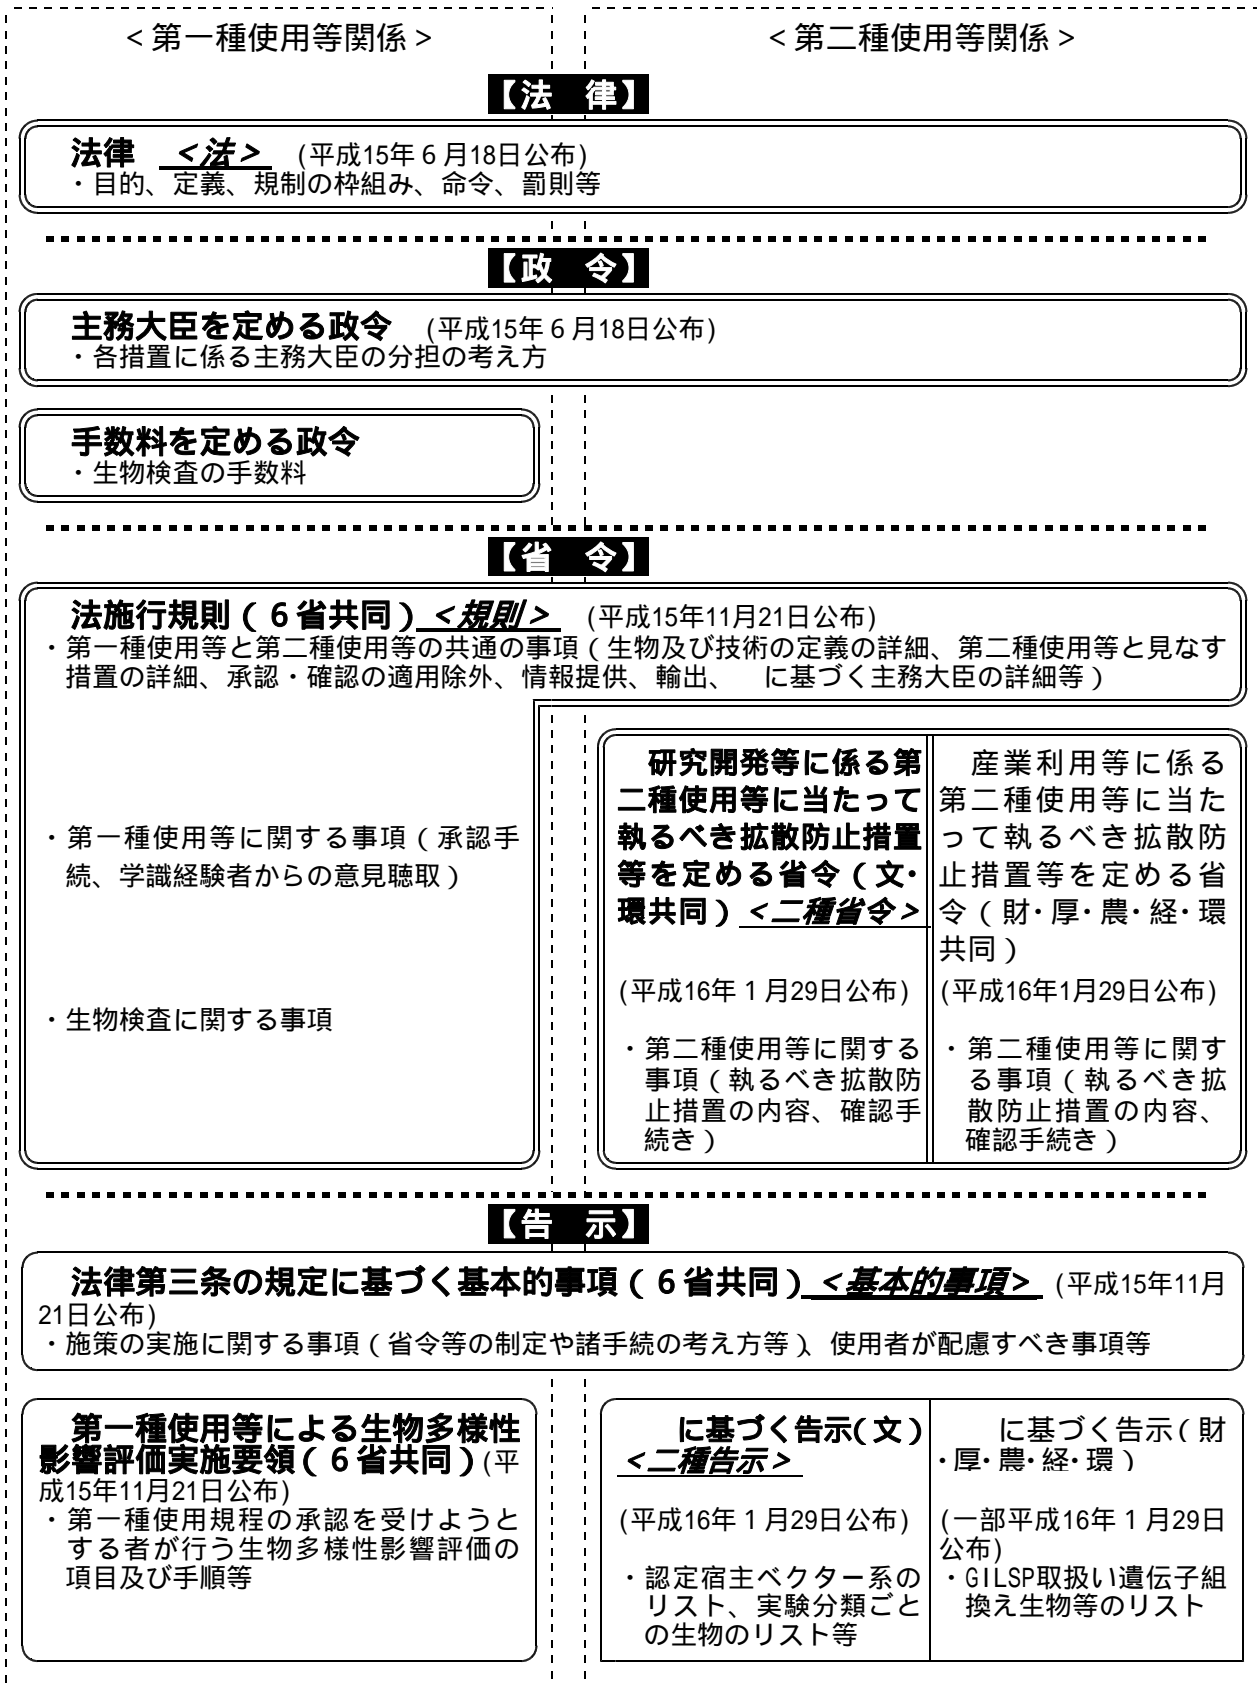 ＜第一種使用等関係＞
＜第二種使用等関係＞
【法　律】
法律　＜法＞　(平成15年６月18日公布)
・目的、定義、規制の枠組み、命令、罰則等
【政　令】
主務大臣を定める政令　(平成15年６月18日公布)
・各措置に係る主務大臣の分担の考え方
手数料を定める政令
・生物検査の手数料
【省　令】
法施行規則（６省共同）＜規則＞　(平成15年11月21日公布)
・第一種使用等と第二種使用等の共通の事項（生物及び技術の定義の詳細、第二種使用等と見なす
措置の詳細、承認・確認の適用除外、情報提供、輸出、　に基づく主務大臣の詳細等）
・第一種使用等に関する事項（承認手
続、学識経験者からの意見聴取）
・生物検査に関する事項
研究開発等に係る第
二種使用等に当たって
執るべき拡散防止措置
等を定める省令（文・
環共同）＜二種省令＞
(平成16年１月29日公布)
・第二種使用等に関する
事項（執るべき拡散防
止措置の内容、確認手
続き）
産業利用等に係る
第二種使用等に当た
って執るべき拡散防
止措置等を定める省
令（財・厚・農・経・環
共同）
(平成16年1月29日公布)
・第二種使用等に関す
る事項（執るべき拡
散防止措置の内容、
確認手続き）
【告　示】
法律第三条の規定に基づく基本的事項（６省共同）＜基本的事項＞　(平成15年11月
21日公布)
・施策の実施に関する事項（省令等の制定や諸手続の考え方等）、使用者が配慮すべき事項等
第一種使用等による生物多様性
影響評価実施要領（６省共同）(平
成15年11月21日公布)
・第一種使用規程の承認を受けようと
する者が行う生物多様性影響評価の
項目及び手順等
に基づく告示（文）
＜二種告示＞
(平成16年１月29日公布)
・認定宿主ベクター系の
リスト、実験分類ごと
の生物のリスト等
に基づく告示（財
・厚・農・経・環）
(一部平成16年１月29日
公布)
・GILSP取扱い遺伝子組
換え生物等のリスト